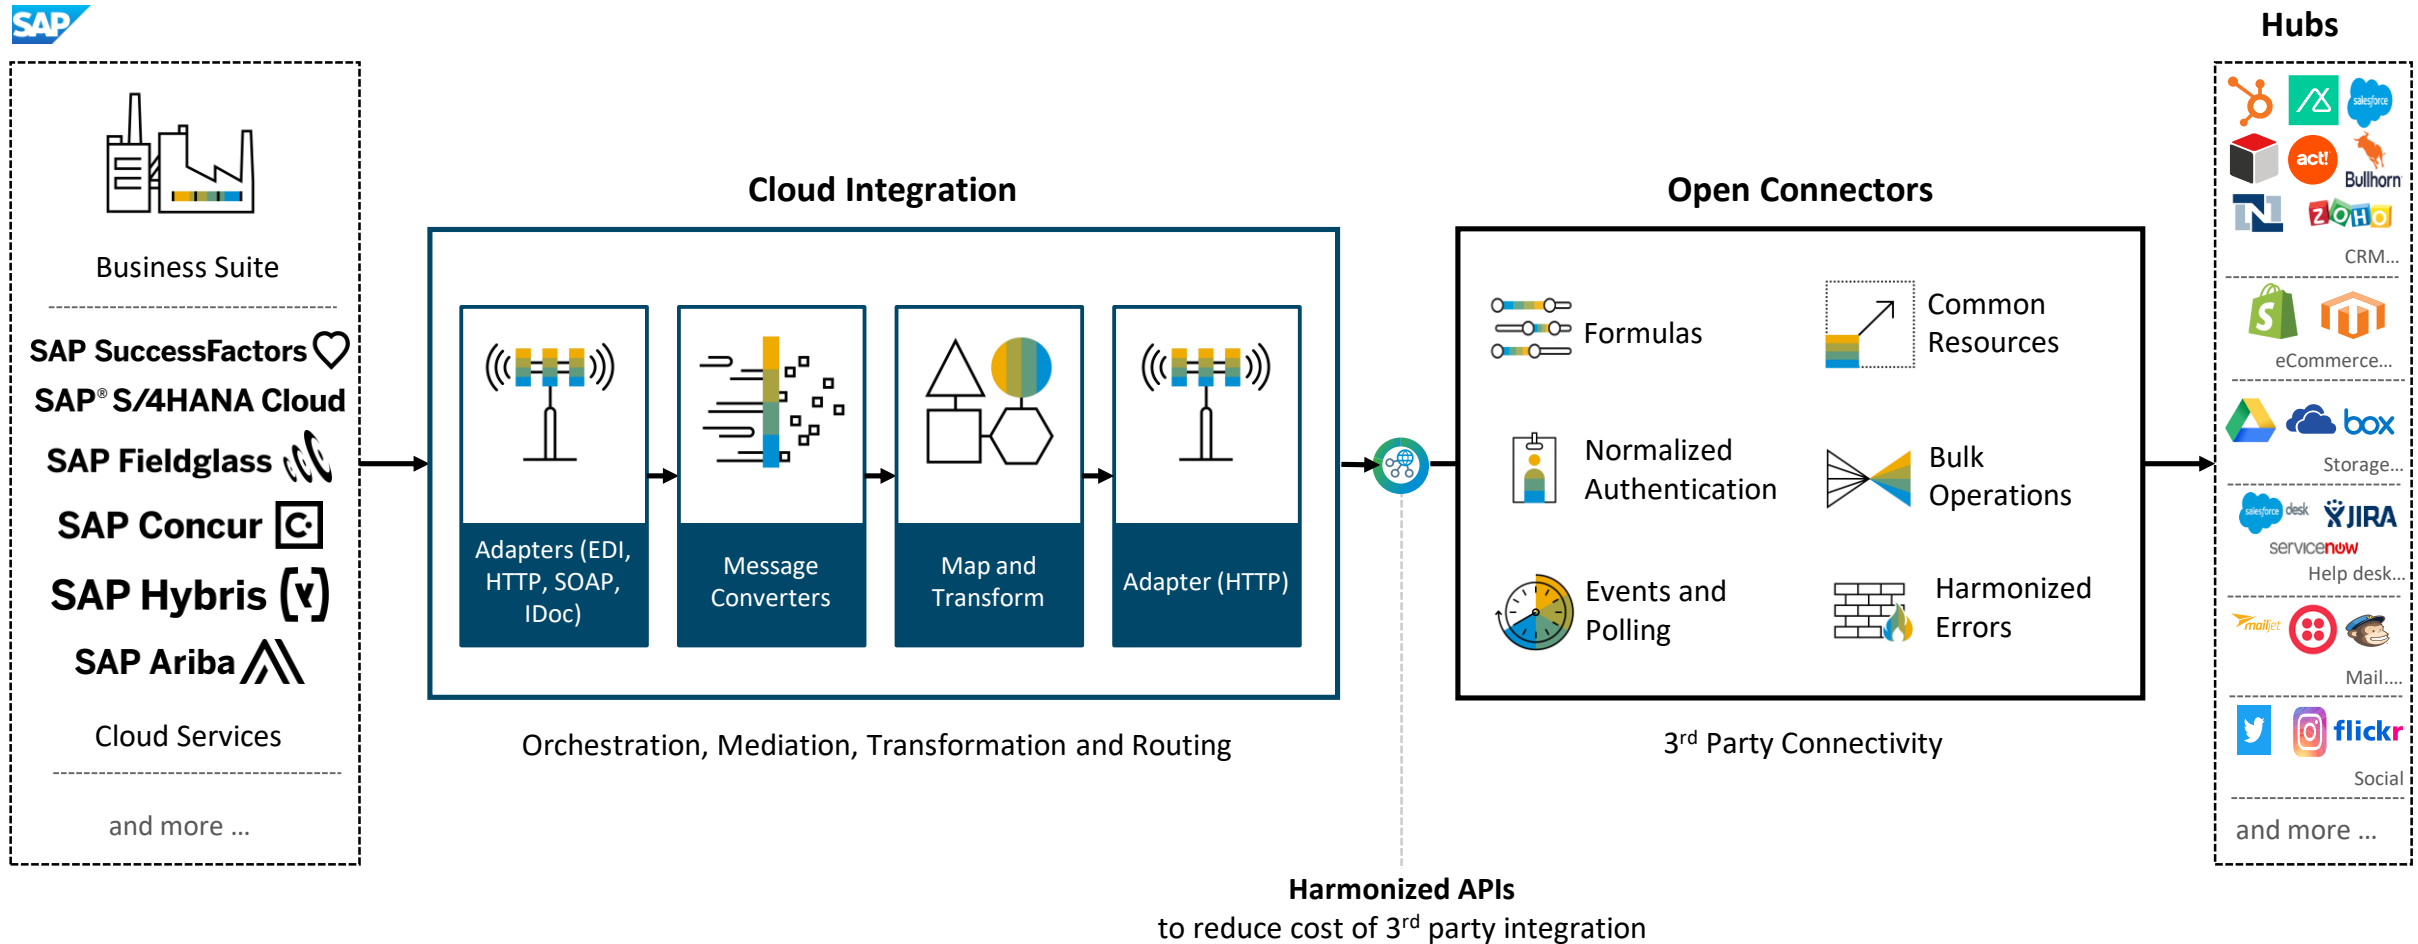 SAP
Business Suite
SAP SuccessFactors
SAP® S/4HANA Cloud
SAP Fieldglass
SAP Concur
SAP Hybris
SAP Ariba
Cloud Services
and more ...
Cloud Integration
Adapters (EDI,
HTTP, SOAP,
IDoc)
Message
Converters
Map and
Transform
Adapter (HTTP)
Orchestration, Mediation, Transformation and Routing
Harmonized APIs
to reduce cost of 3rd party integration
Open Connectors
Formulas
Common
Resources
Normalized
Authentication
Bulk
Operations
Events and
Polling
Harmonized
Errors
3rd Party Connectivity
Hubs
salesforce
act!
Bullhorn
N
ZOHO
CRM...
S
eCommerce...
box
Storage...
salesforce desk
JIRA
servicenow
Help desk...
mailjet
Mail....
flickr
Social
and more ...